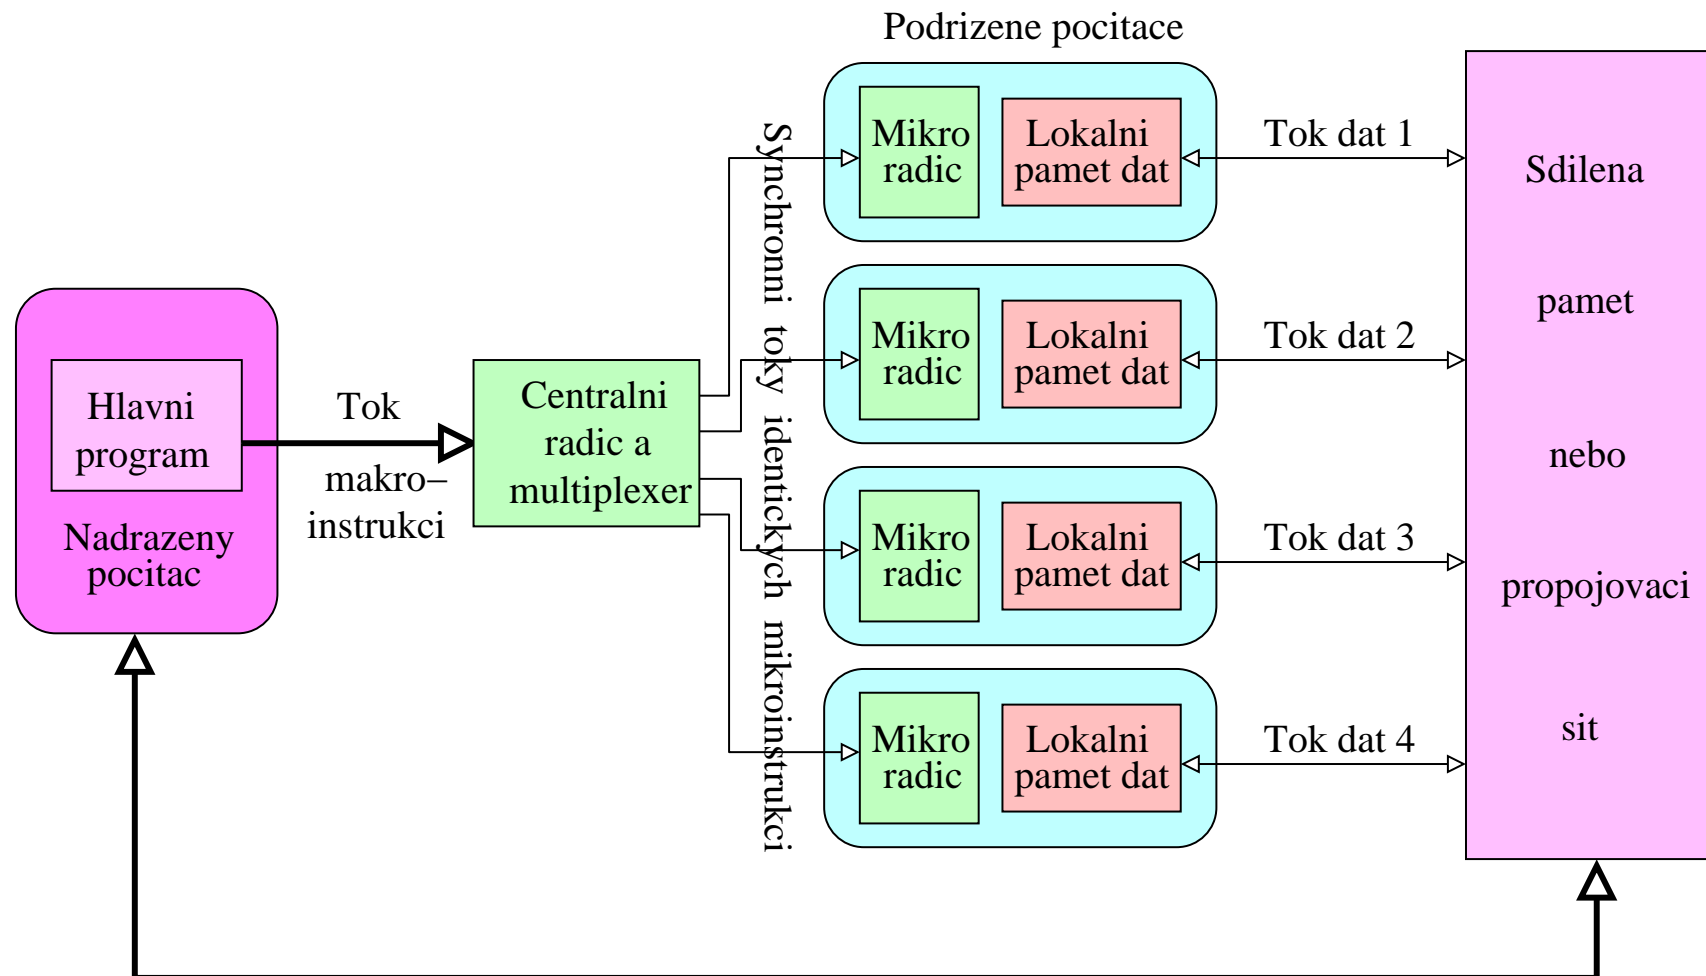 Podrizene pocitace
Hlavni
program
Nadrazeny
pocitac
Tok
makro–
instrukci
Centralni
radic a
multiplexer
Synchronni toky identickych mikroinstrukci
Mikro
radic
Lokalni
pamet dat
Tok dat 1
Mikro
radic
Lokalni
pamet dat
Tok dat 2
Mikro
radic
Lokalni
pamet dat
Tok dat 3
Mikro
radic
Lokalni
pamet dat
Tok dat 4
Sdilena
pamet
nebo
propojovaci
sit